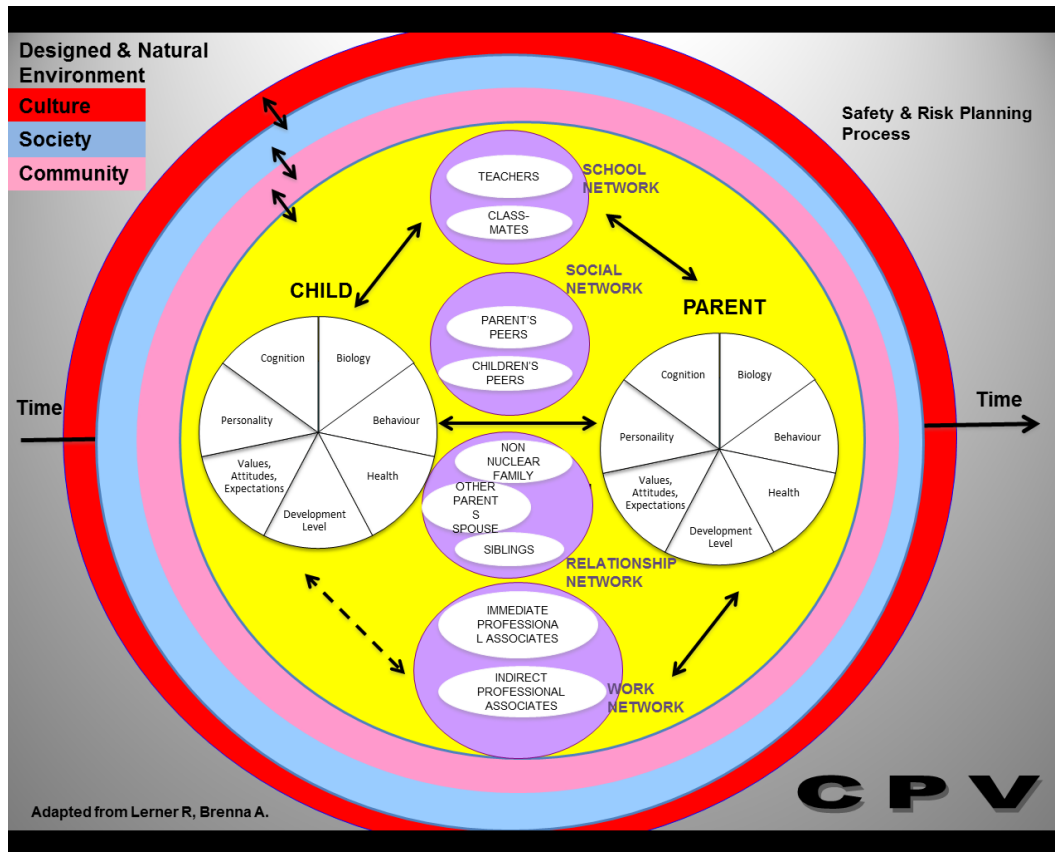 Designed & Natural
Environment
Culture
Society
Community
Safety & Risk Planning
Process
TEACHERS
CLASS-
MATES
SCHOOL
NETWORK
SOCIAL
NETWORK
PARENT'S
PEERS
CHILDREN'S
PEERS
CHILD
Cognition
Biology
Personality
Behaviour
Values,
Attitudes,
Expectations
Health
Development
Level
PARENT
Cognition
Biology
Personaility
Behaviour
Values,
Attitudes,
Expectations
Health
Development
Level
Time
Time
NON
NUCLEAR
FAMILY
OTHER
PARENT
S
SPOUSE
SIBLINGS
RELATIONSHIP
NETWORK
IMMEDIATE
PROFESSIONA
L ASSOCIATES
INDIRECT
PROFESSIONAL
ASSOCIATES
WORK
NETWORK
CPV
Adapted from Lerner R, Brenna A.